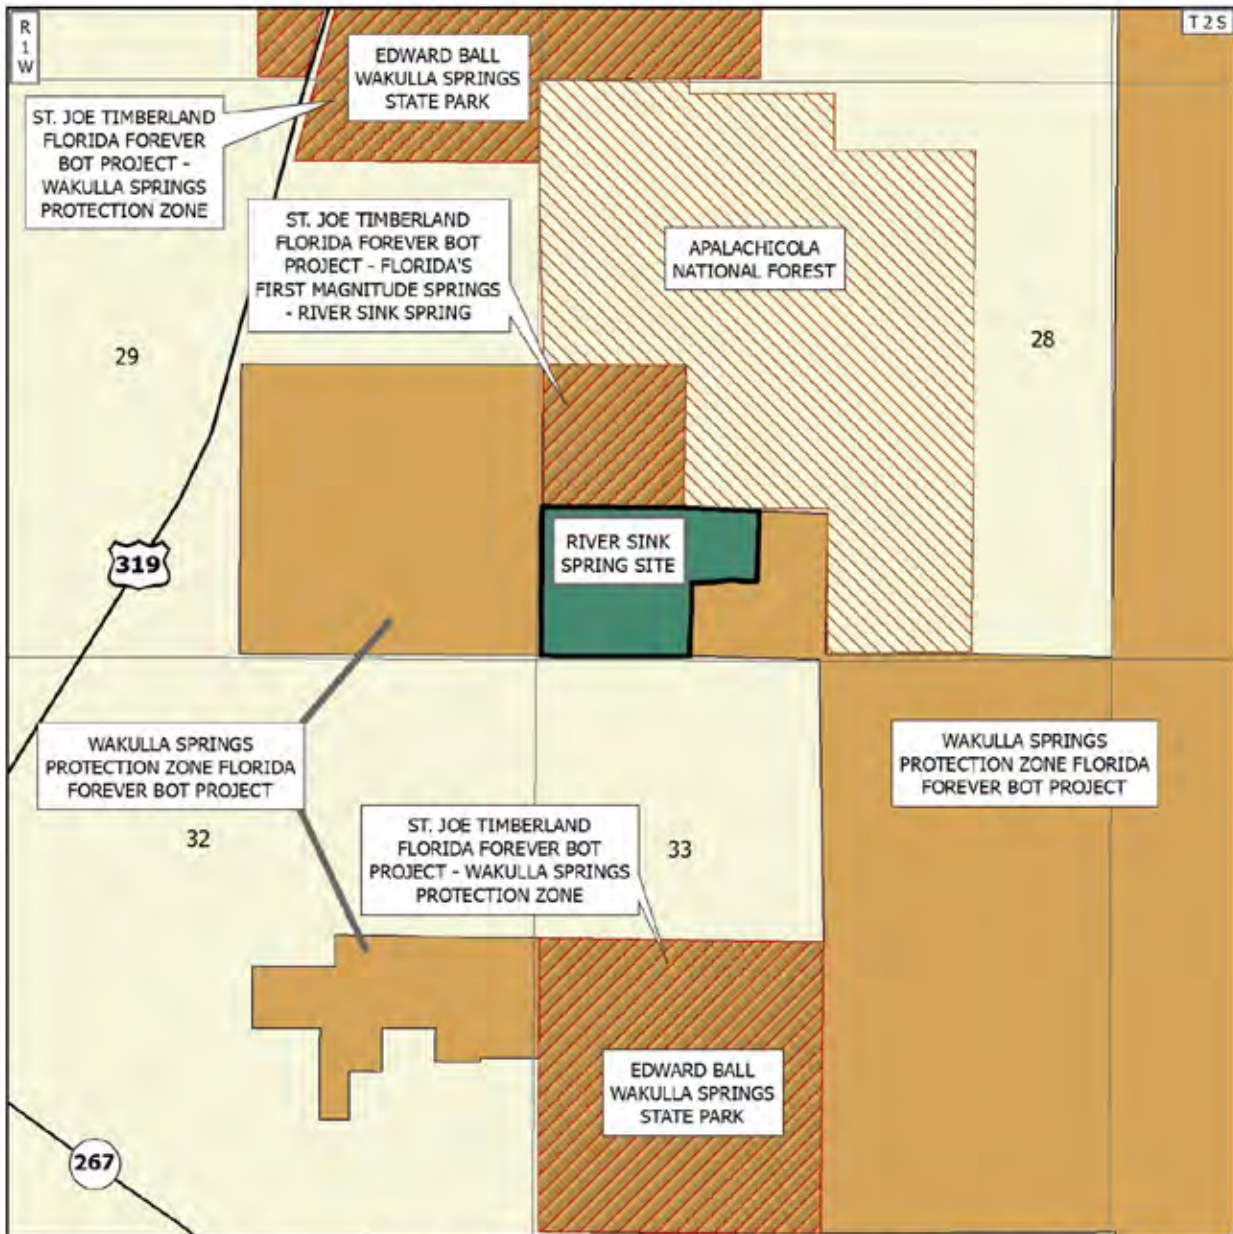 R
1
W
T 2 S
EDWARD BALL
WAKULLA SPRINGS
STATE PARK
ST. JOE TIMBERLAND
FLORIDA FOREVER
BOT PROJECT -
WAKULLA SPRINGS
PROTECTION ZONE
ST. JOE TIMBERLAND
FLORIDA FOREVER BOT
PROJECT - FLORIDA'S
FIRST MAGNITUDE SPRINGS
- RIVER SINK SPRING
APALACHICOLA
NATIONAL FOREST
29
28
319
RIVER SINK
SPRING SITE
WAKULLA SPRINGS
PROTECTION ZONE FLORIDA
FOREVER BOT PROJECT
WAKULLA SPRINGS
PROTECTION ZONE FLORIDA
FOREVER BOT PROJECT
32
ST. JOE TIMBERLAND
FLORIDA FOREVER BOT
PROJECT - WAKULLA SPRINGS
PROTECTION ZONE
33
EDWARD BALL
WAKULLA SPRINGS
STATE PARK
267